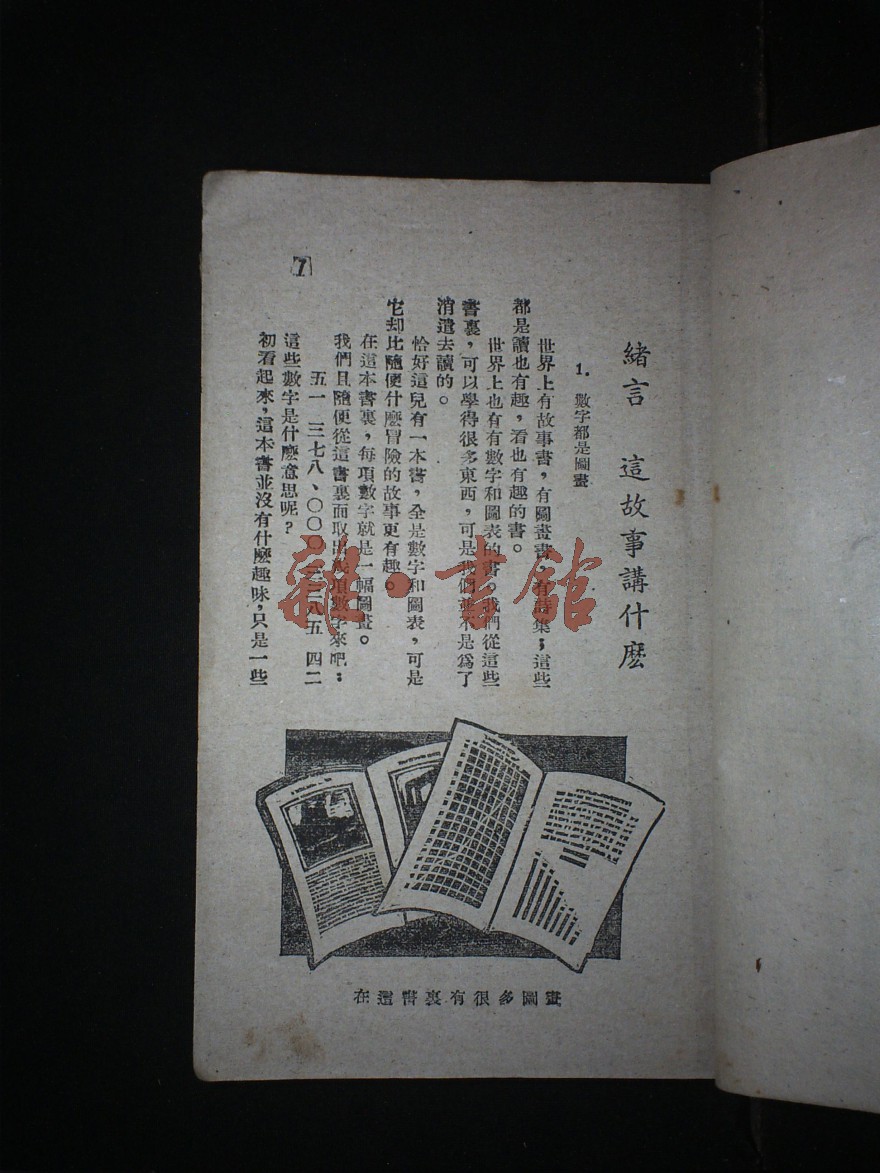 緒言 這故事講什麽
1. 數字都是圖畫
世界上有故事書，有圖畫書，有詩集；這些
都是讀也有趣，看也有趣的書。
世界上也有有數字和圖表的書。我們從這些
書裏，可以學得很多東西，可是我們並不是爲了
消遣去讀的。
恰好這兒有一本書，全是數字和圖表，可是
它却比隨便什麽冒險的故事更有趣。
在這本書裏，每項數字就是一幅圖畫。
我們且隨便從這書裏面取出幾項數字來吧：
五一 三七八、〇〇〇 二八五 四二
這些數字是什麽意思呢？
初看起來，這本書並沒有什麽趣味，只是一些
7
在這書裏有很多圖畫
雜·書館